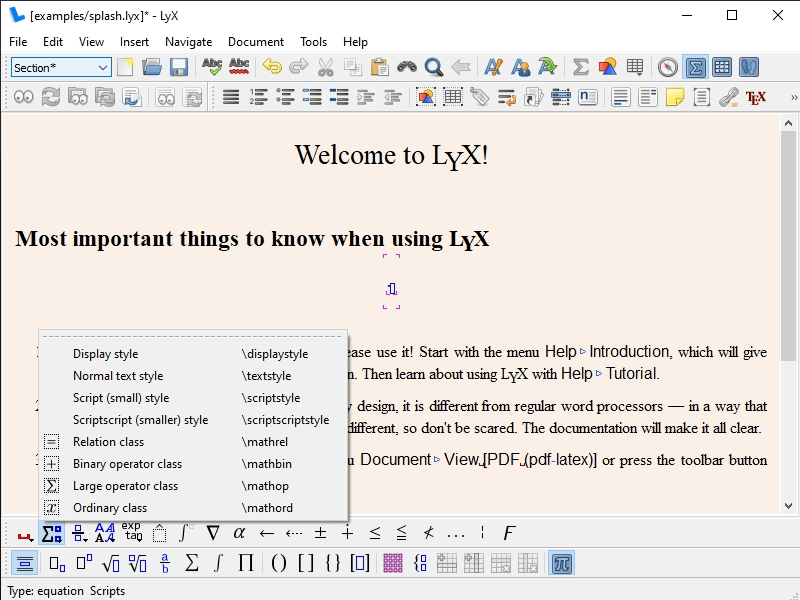 [examples/splash.lyx]* - LyX
File Edit View Insert Navigate Document Tools Help
Section*
Abc Abc
TEX
Welcome to LyX!
Most important things to know when using LyX
ease use it! Start with the menu Help ▹ Introduction, which will give
n. Then learn about using LyX with Help ▹ Tutorial.
y design, it is different from regular word processors — in a way that
different, so don't be scared. The documentation will make it all clear.
u Document ▹ View [PDF (pdf-latex)] or press the toolbar button
Display style \displaystyle
Normal text style \textstyle
Script (small) style \scriptstyle
Scriptscript (smaller) style \scriptscriptstyle
Relation class \mathrel
Binary operator class \mathbin
Large operator class \mathop
Ordinary class \mathord
exp
tag
Type: equation Scripts